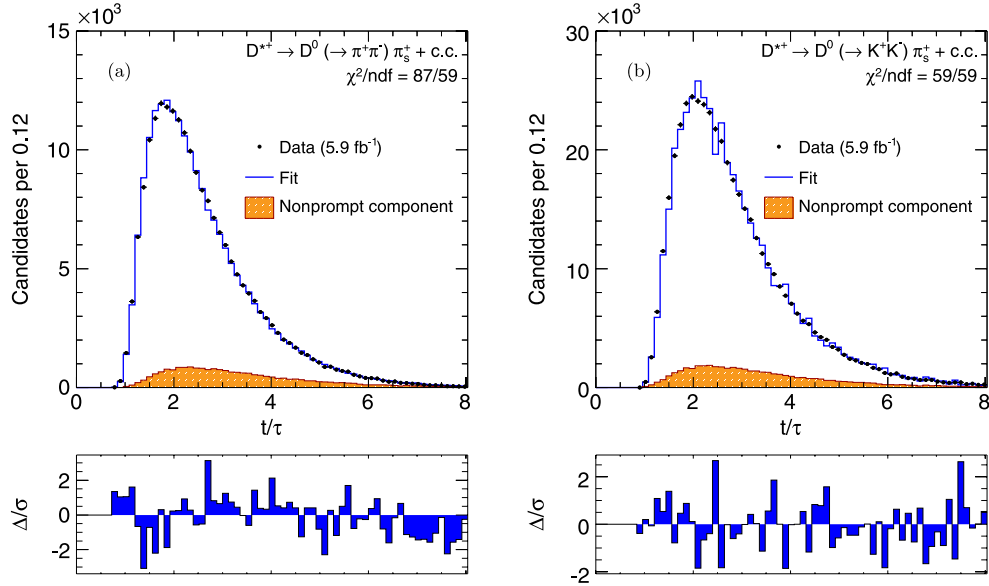 ×10³
15
10
5
0
0 2 4 6 8
Candidates per 0.12
t/τ
(a)
D*⁺ → D⁰ (→ π⁺π⁻) πₛ⁺ + c.c.
χ²/ndf = 87/59
Data (5.9 fb⁻¹)
Fit
Nonprompt component
2
0
-2
Δ/σ
×10³
30
20
10
0
0 2 4 6 8
Candidates per 0.12
t/τ
(b)
D*⁺ → D⁰ (→ K⁺K⁻) πₛ⁺ + c.c.
χ²/ndf = 59/59
Data (5.9 fb⁻¹)
Fit
Nonprompt component
2
0
-2
Δ/σ